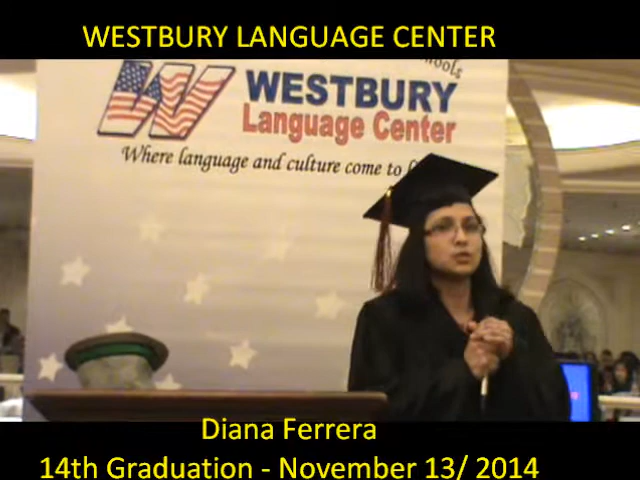 WESTBURY LANGUAGE CENTER
WESTBURY
Language Center
Where language and culture come to
Diana Ferrera
14th Graduation - November 13/ 2014